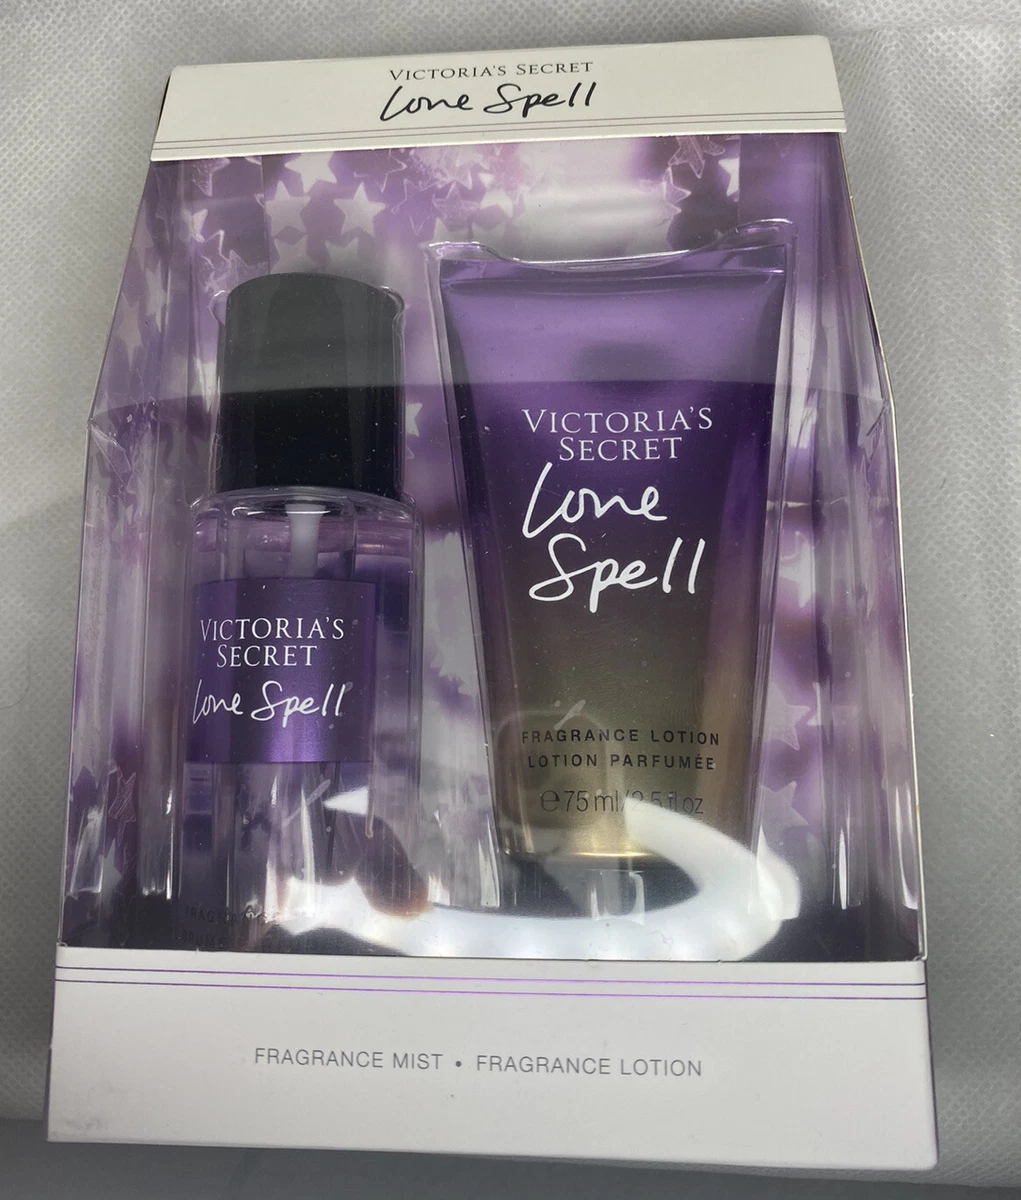 VICTORIA'S SECRET
Love Spell
VICTORIA'S
SECRET
Love
Spell
FRAGRANCE LOTION
LOTION PARFUMÉE
℮75 ml/2.5 fl oz
VICTORIA'S
SECRET
Love Spell
FRAGRANCE MIST • FRAGRANCE LOTION